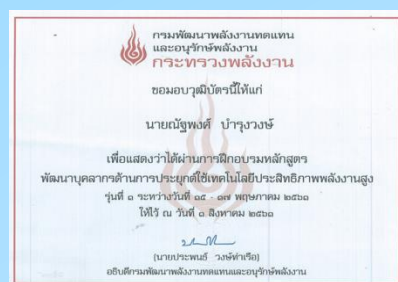 กรมพัฒนาพลังงานทดแทน
และอนุรักษ์พลังงาน
กระทรวงพลังงาน
ขอมอบวุฒิบัตรนี้ให้แก่
นายณัฐพงศ์ บำรุงวงษ์
เพื่อแสดงว่าได้ผ่านการฝึกอบรมหลักสูตร
พัฒนาบุคลากรด้านการประยุกต์ใช้เทคโนโลยีประสิทธิภาพพลังงานสูง
รุ่นที่ ๑ ระหว่างวันที่ ๑๕ - ๑๗ พฤษภาคม ๒๕๖๑
ให้ไว้ ณ วันที่ ๑ สิงหาคม ๒๕๖๑
(นายประพนธ์ วงษ์ท่าเรือ)
อธิบดีกรมพัฒนาพลังงานทดแทนและอนุรักษ์พลังงาน